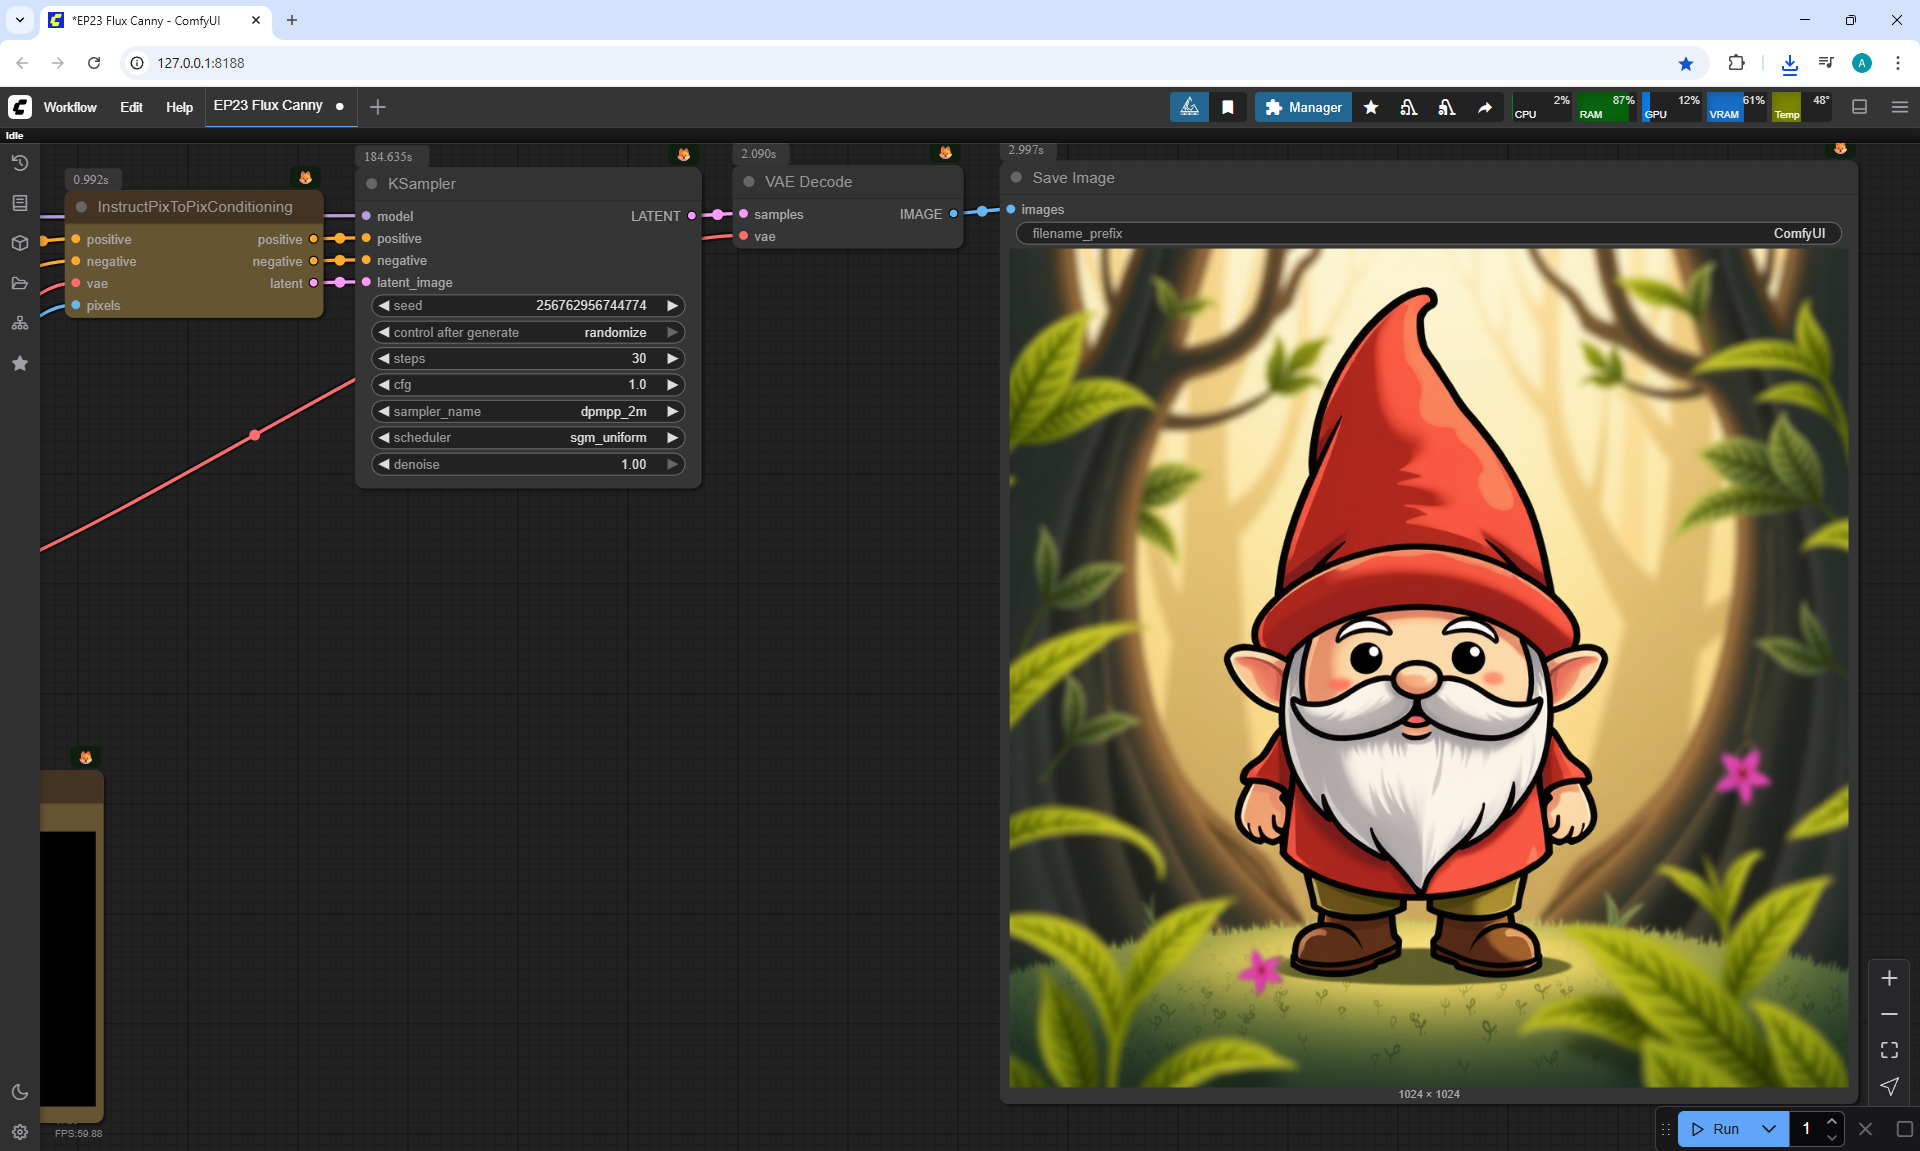 *EP23 Flux Canny - ComfyUI
127.0.0.1:8188
Workflow
Edit
Help
EP23 Flux Canny
Manager
CPU
2%
RAM
87%
GPU
12%
VRAM
61%
Temp
48°
A
Idle
0.992s
InstructPixToPixConditioning
positive
positive
negative
negative
vae
latent
pixels
184.635s
KSampler
model
LATENT
positive
negative
latent_image
seed
256762956744774
control after generate
randomize
steps
30
cfg
1.0
sampler_name
dpmpp_2m
scheduler
sgm_uniform
denoise
1.00
2.090s
VAE Decode
samples
IMAGE
vae
2.997s
Save Image
images
filename_prefix
ComfyUI
1024 × 1024
FPS:59.88
Run
1